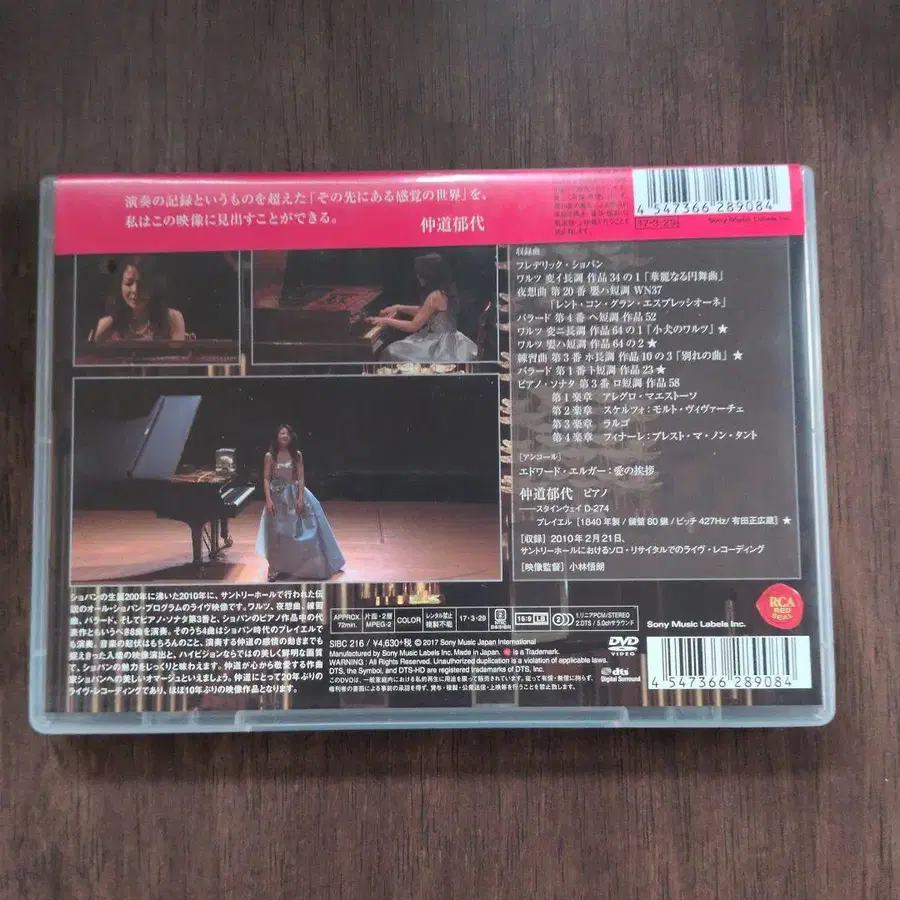 演奏の記録というものを超えた「その先にある感覚の世界」を、
私はこの映像に見出すことができる。
仲道郁代
4 547366 289084
17・3・29
Sony Music Labels Inc.
収録曲
フレデリック・ショパン
ワルツ 変イ長調 作品34の1「華麗なる円舞曲」
夜想曲 第20番 嬰ハ短調 WN37
「レント・コン・グラン・エスプレッシオーネ」
バラード 第4番 ヘ短調 作品52
ワルツ 変ニ長調 作品64の1「小犬のワルツ」★
ワルツ 嬰ハ短調 作品64の2 ★
練習曲 第3番 ホ長調 作品10の3「別れの曲」★
バラード 第1番 ト短調 作品23 ★
ピアノ・ソナタ 第3番 ロ短調 作品58
第1楽章 アレグロ・マエストーソ
第2楽章 スケルツォ：モルト・ヴィヴァーチェ
第3楽章 ラルゴ
第4楽章 フィナーレ：プレスト・マ・ノン・タント
[アンコール]
エドワード・エルガー：愛の挨拶
仲道郁代 ピアノ
——スタインウェイ D-274
プレイエル [1840年製 / 鍵盤80鍵 / ピッチ427Hz / 有田正広蔵] ★
[収録] 2010年2月21日、
サントリーホールにおけるソロ・リサイタルでのライヴ・レコーディング
[映像監督] 小林悟朗
ショパンの生誕200年に沸いた2010年に、サントリーホールで行われた伝
説のオール・ショパン・プログラムのライヴ映像です。ワルツ、夜想曲、練習
曲、バラード、そしてピアノ・ソナタ第3番と、ショパンのピアノ作品中の代
表作ともいうべき8曲を演奏。そのうち4曲はショパン時代のプレイエルで
も演奏。音楽の起伏はもちろんのこと、演奏する仲道の感情の動きまでも
捉えきった入魂の映像演出と、ハイビジョンならではの美しく鮮明な画質
で、ショパンの魅力をじっくりと味わえます。仲道が心から敬愛する作曲
家ショパンへの美しいオマージュといえましょう。仲道にとって20年ぶりの
ライヴ・レコーディングであり、ほぼ10年ぶりの映像作品となります。
APPROX. 72min.
片面・2層 MPEG-2
COLOR
レンタル禁止 複製不能
17・3・29
2 NTSC 日本市場向
16:9 LB
1.リニアPCM/STEREO
2.DTS / 5.0chサラウンド
SIBC 216 / ¥4,630+税 ℗© 2017 Sony Music Japan International
Manufactured by Sony Music Labels Inc. Made in Japan. is a Trademark.
WARNING : All Rights Reserved. Unauthorized duplication is a violation of applicable laws.
DTS, the Symbol, and DTS-HD are registered trademarks of DTS, Inc.
RCA
RED SEAL
Sony Music Labels Inc.
DVD
VIDEO
dts
Digital Surround
4 547366 289084